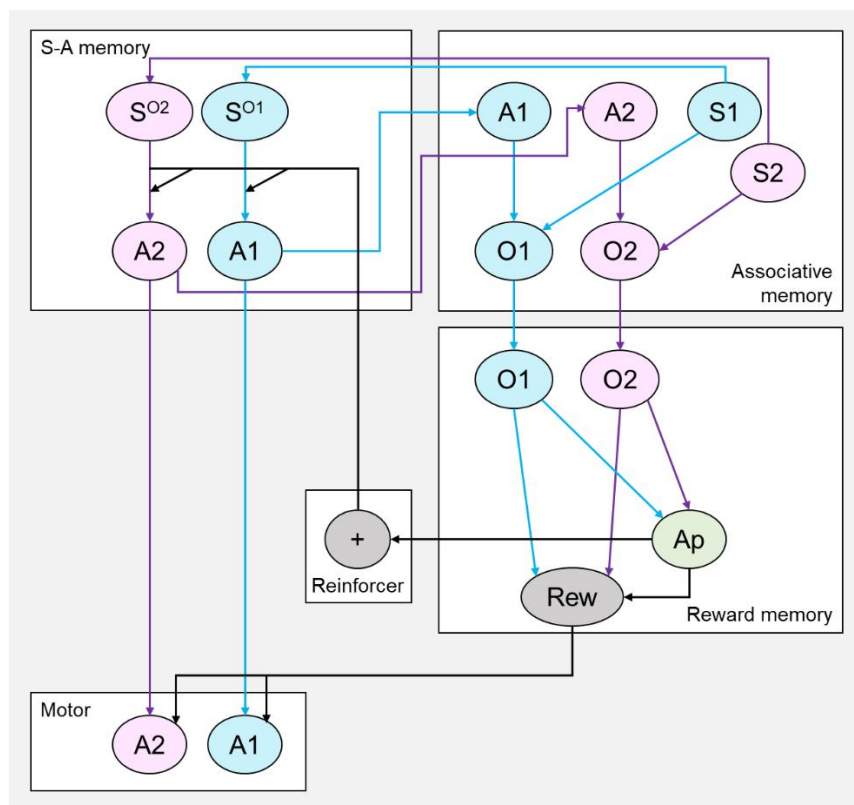 S-A memory
S^O2
S^O1
A2
A1
A1
A2
S1
S2
O1
O2
Associative
memory
O1
O2
Ap
Rew
Reward memory
+
Reinforcer
Motor
A2
A1